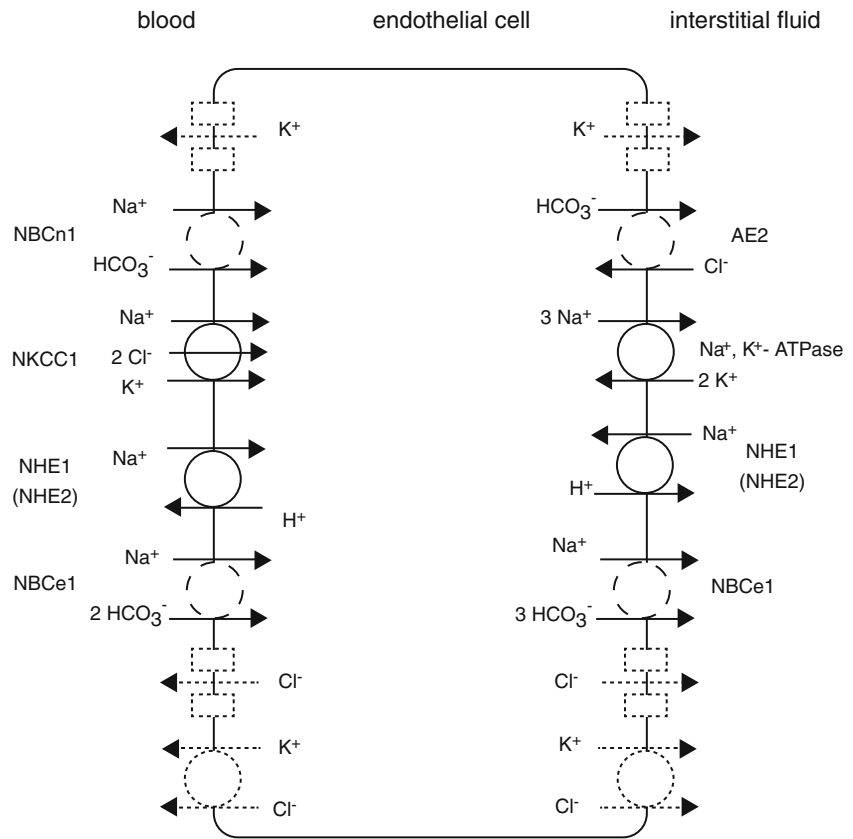 blood endothelial cell interstitial fluid
K⁺ K⁺
Na⁺ HCO₃⁻
NBCn1 AE2
HCO₃⁻ Cl⁻
Na⁺ 3 Na⁺
NKCC1 2 Cl⁻ Na⁺, K⁺- ATPase
K⁺ 2 K⁺
Na⁺ Na⁺
NHE1 NHE1
(NHE2) (NHE2)
H⁺ H⁺
Na⁺ Na⁺
NBCe1 NBCe1
2 HCO₃⁻ 3 HCO₃⁻
Cl⁻ Cl⁻
K⁺ K⁺
Cl⁻ Cl⁻